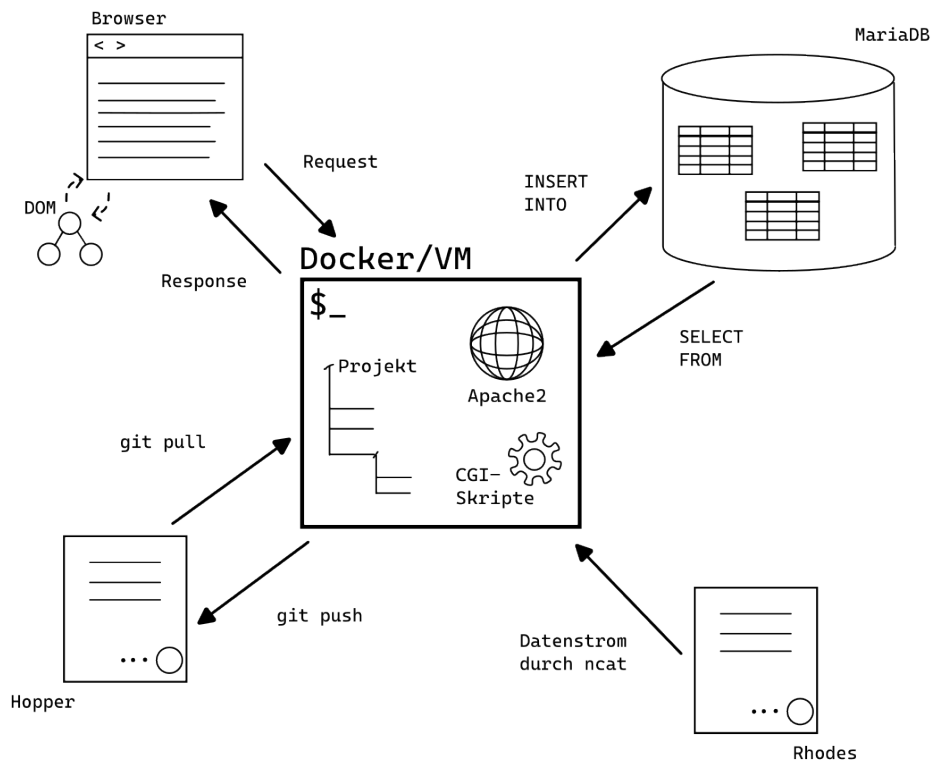 Browser
MariaDB
< >
Request
INSERT
INTO
DOM
Docker/VM
Response
$_
SELECT
FROM
Projekt
Apache2
git pull
CGI-
Skripte
git push
Datenstrom
durch ncat
Hopper
Rhodes